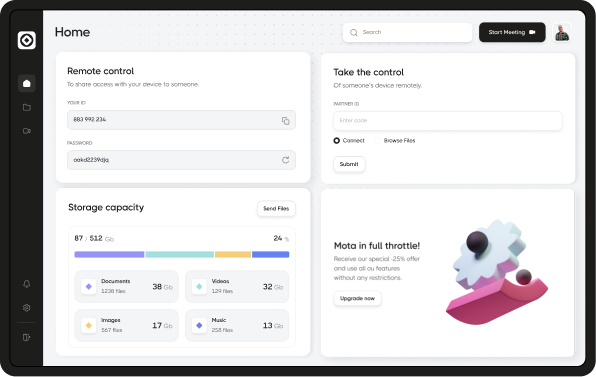 Home
Search
Start Meeting
Remote control
To share access with your device to someone.
YOUR ID
883 992 234
PASSWORD
oakd2239djq
Take the control
Of someone's device remotely.
PARTNER ID
Enter code
Connect
Browse Files
Submit
Storage capacity
Send Files
87 / 512 Gb
24 %
Documents
1238 files
38 Gb
Videos
129 files
32 Gb
Images
567 files
17 Gb
Music
258 files
13 Gb
Mota in full throttle!
Receive our special -25% offer
and use all ou features
without any restrictions.
Upgrade now